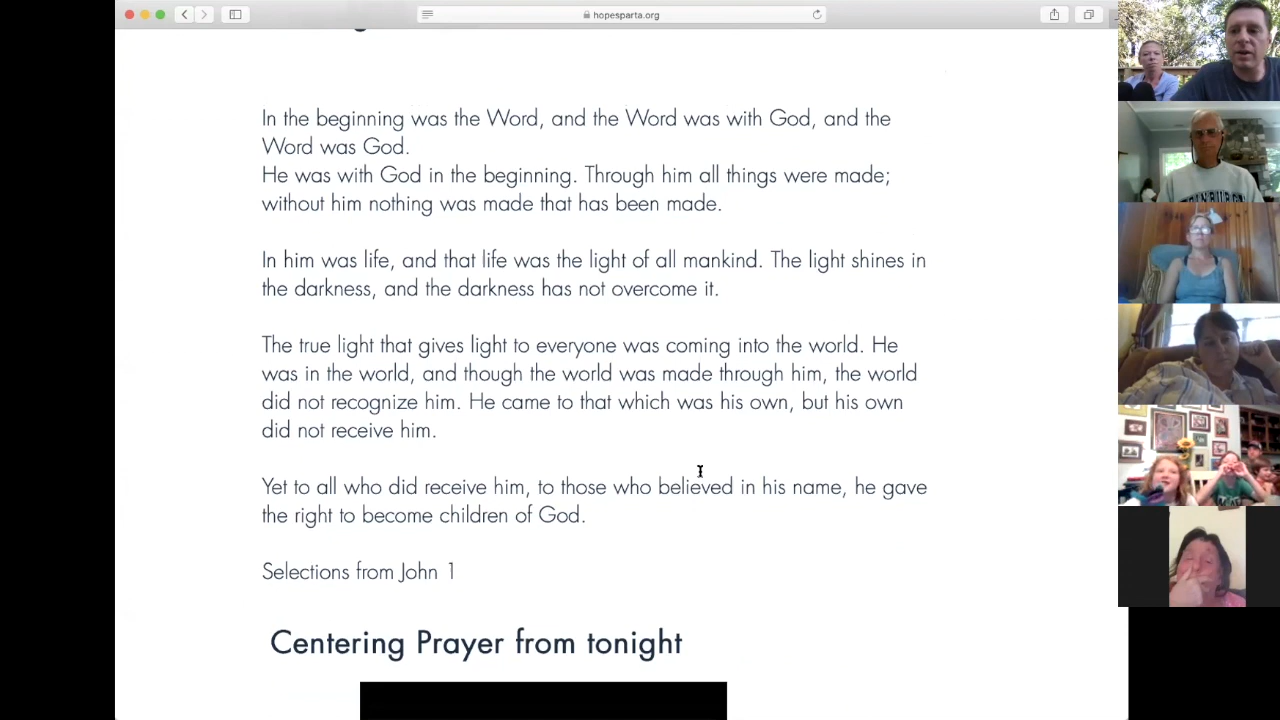 hopesparta.org
In the beginning was the Word, and the Word was with God, and the
Word was God.
He was with God in the beginning. Through him all things were made;
without him nothing was made that has been made.
In him was life, and that life was the light of all mankind. The light shines in
the darkness, and the darkness has not overcome it.
The true light that gives light to everyone was coming into the world. He
was in the world, and though the world was made through him, the world
did not recognize him. He came to that which was his own, but his own
did not receive him.
Yet to all who did receive him, to those who believed in his name, he gave
the right to become children of God.
Selections from John 1
Centering Prayer from tonight